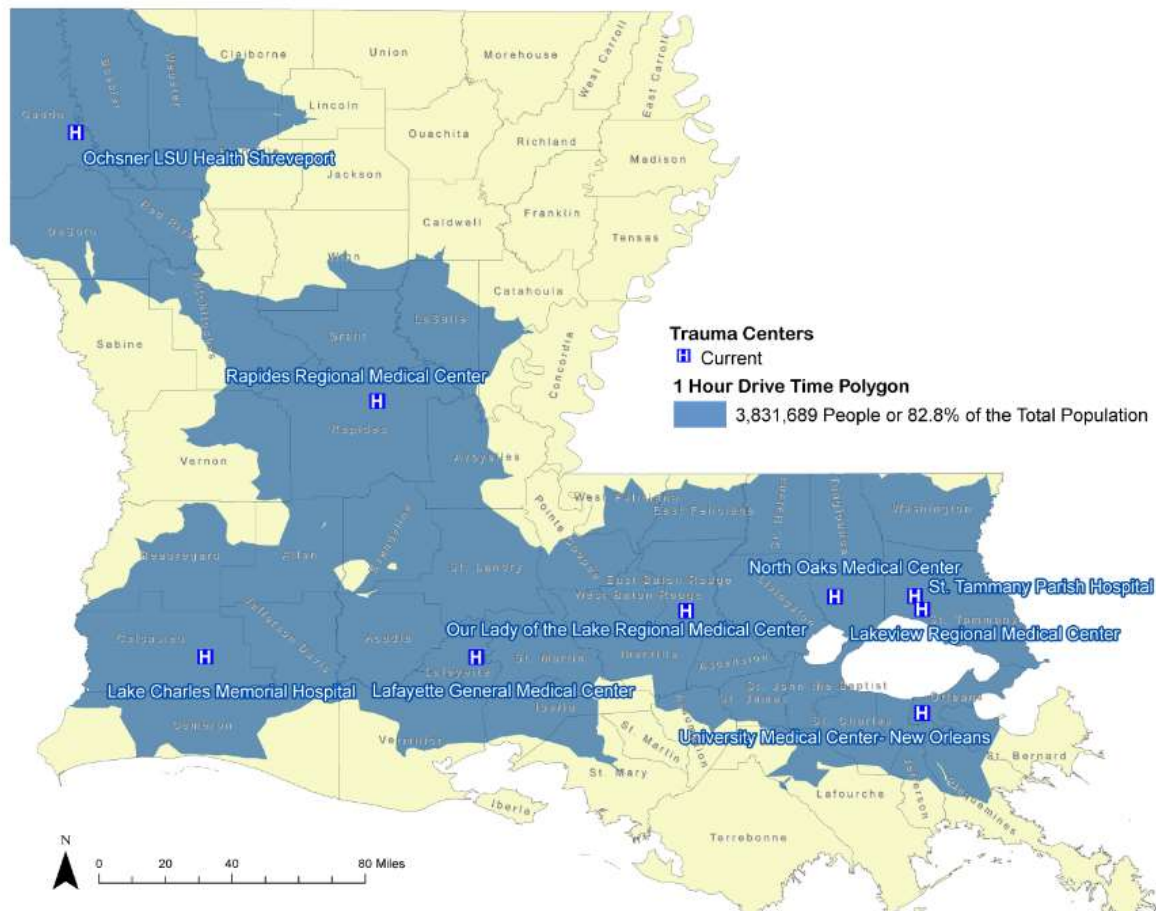 Claiborne
Union
Morehouse
West Carroll
East Carroll
Bossier
Webster
Caddo
Lincoln
Ouachita
Richland
Madison
Ochsner LSU Health Shreveport
Jackson
Caldwell
Franklin
Tensas
Red River
DeSoto
Winn
Catahoula
Natchitoches
LaSalle
Grant
Sabine
Concordia
Rapides Regional Medical Center
Rapides
Vernon
Avoyelles
Trauma Centers
H Current
1 Hour Drive Time Polygon
3,831,689 People or 82.8% of the Total Population
Pointe Coupee
West Feliciana
East Feliciana
St. Helena
Tangipahoa
Washington
Beauregard
Allen
Evangeline
St. Landry
East Baton Rouge
West Baton Rouge
Livingston
North Oaks Medical Center
St. Tammany Parish Hospital
St. Tammany
Lakeview Regional Medical Center
Our Lady of the Lake Regional Medical Center
Calcasieu
Jefferson Davis
Acadia
Lafayette
St. Martin
Iberville
Ascension
Lake Charles Memorial Hospital
Lafayette General Medical Center
Iberia
St. John the Baptist
St. James
Orleans
Cameron
Vermilion
St. Charles
University Medical Center- New Orleans
St. Martin
St. Mary
Iberia
St. Bernard
Lafourche
Jefferson
Plaquemines
Terrebonne
N
0 20 40 80 Miles